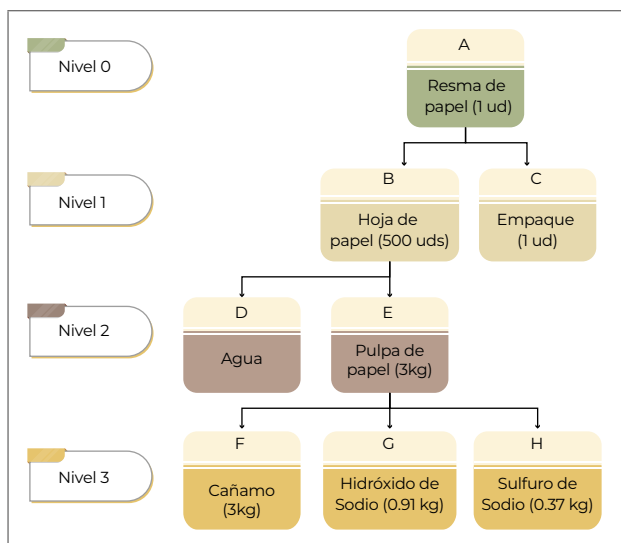 Nivel 0
A
Resma de
papel (1 ud)
Nivel 1
B
Hoja de
papel (500 uds)
C
Empaque
(1 ud)
Nivel 2
D
Agua
E
Pulpa de
papel (3kg)
Nivel 3
F
Cañamo
(3kg)
G
Hidróxido de
Sodio (0.91 kg)
H
Sulfuro de
Sodio (0.37 kg)